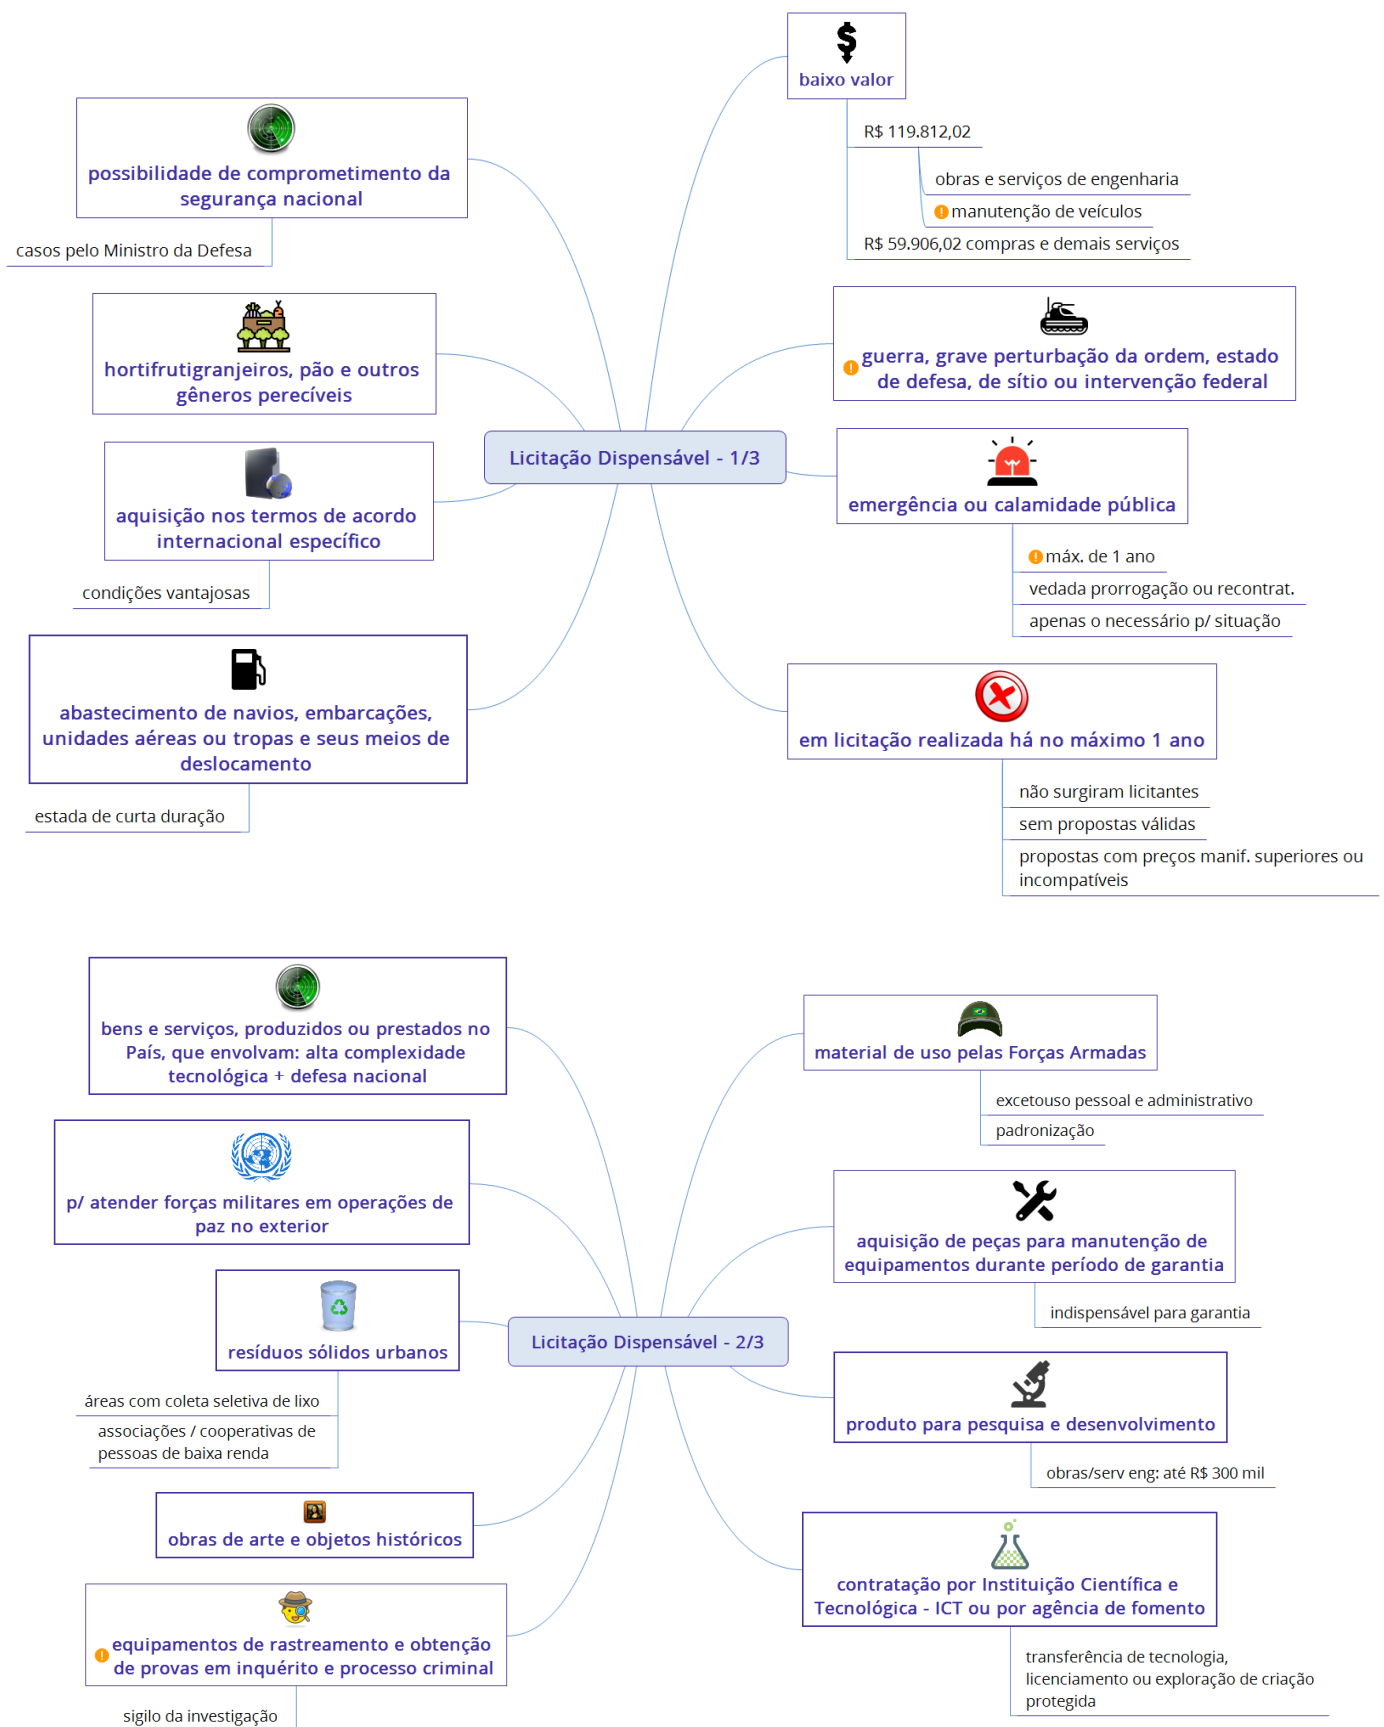 baixo valor
R$ 119.812,02
obras e serviços de engenharia
manutenção de veículos
R$ 59.906,02 compras e demais serviços
possibilidade de comprometimento da
segurança nacional
casos pelo Ministro da Defesa
hortifrutigranjeiros, pão e outros
gêneros perecíveis
guerra, grave perturbação da ordem, estado
de defesa, de sítio ou intervenção federal
Licitação Dispensável - 1/3
aquisição nos termos de acordo
internacional específico
condições vantajosas
emergência ou calamidade pública
máx. de 1 ano
vedada prorrogação ou recontrat.
apenas o necessário p/ situação
abastecimento de navios, embarcações,
unidades aéreas ou tropas e seus meios de
deslocamento
estada de curta duração
em licitação realizada há no máximo 1 ano
não surgiram licitantes
sem propostas válidas
propostas com preços manif. superiores ou
incompatíveis
bens e serviços, produzidos ou prestados no
País, que envolvam: alta complexidade
tecnológica + defesa nacional
material de uso pelas Forças Armadas
excetouso pessoal e administrativo
padronização
p/ atender forças militares em operações de
paz no exterior
aquisição de peças para manutenção de
equipamentos durante período de garantia
indispensável para garantia
Licitação Dispensável - 2/3
resíduos sólidos urbanos
áreas com coleta seletiva de lixo
associações / cooperativas de
pessoas de baixa renda
produto para pesquisa e desenvolvimento
obras/serv eng: até R$ 300 mil
obras de arte e objetos históricos
contratação por Instituição Científica e
Tecnológica - ICT ou por agência de fomento
transferência de tecnologia,
licenciamento ou exploração de criação
protegida
equipamentos de rastreamento e obtenção
de provas em inquérito e processo criminal
sigilo da investigação